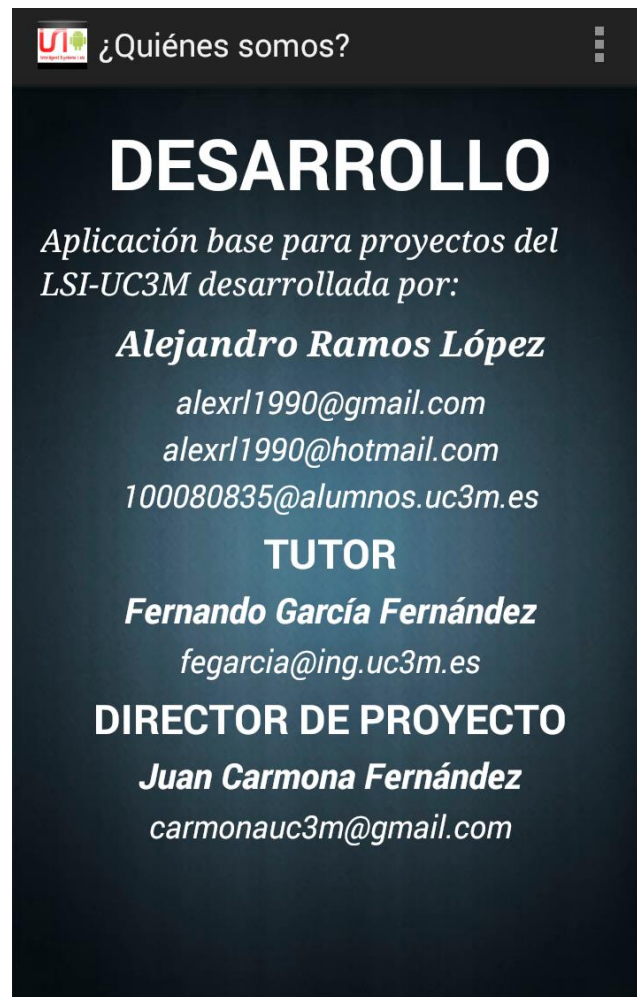 ¿Quiénes somos?
DESARROLLO
Aplicación base para proyectos del
LSI-UC3M desarrollada por:
Alejandro Ramos López
alexrl1990@gmail.com
alexrl1990@hotmail.com
100080835@alumnos.uc3m.es
TUTOR
Fernando García Fernández
fegarcia@ing.uc3m.es
DIRECTOR DE PROYECTO
Juan Carmona Fernández
carmonauc3m@gmail.com